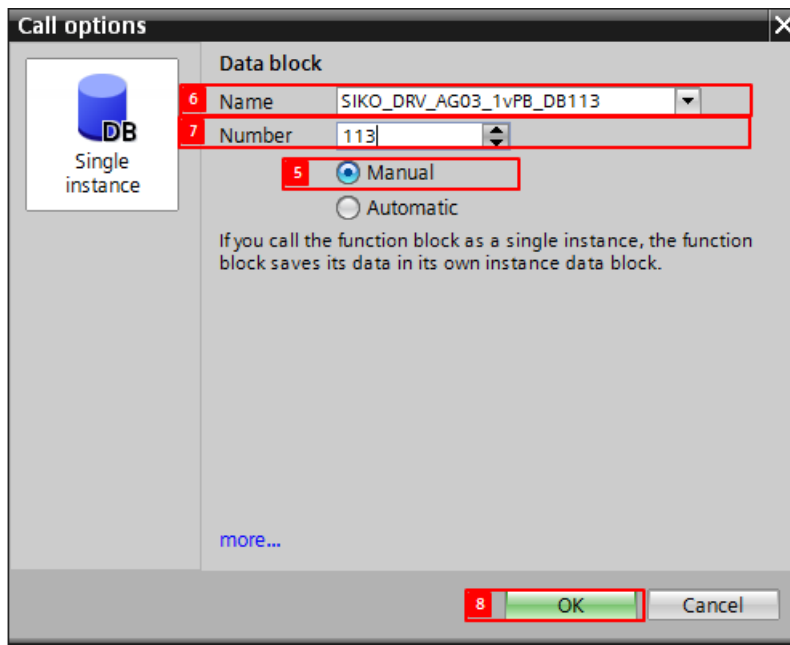 Call options
Data block
6 Name SIKO_DRV_AG03_1vPB_DB113
7 Number 113
5 Manual
Automatic
DB
Single
instance
If you call the function block as a single instance, the function
block saves its data in its own instance data block.
more...
8 OK Cancel